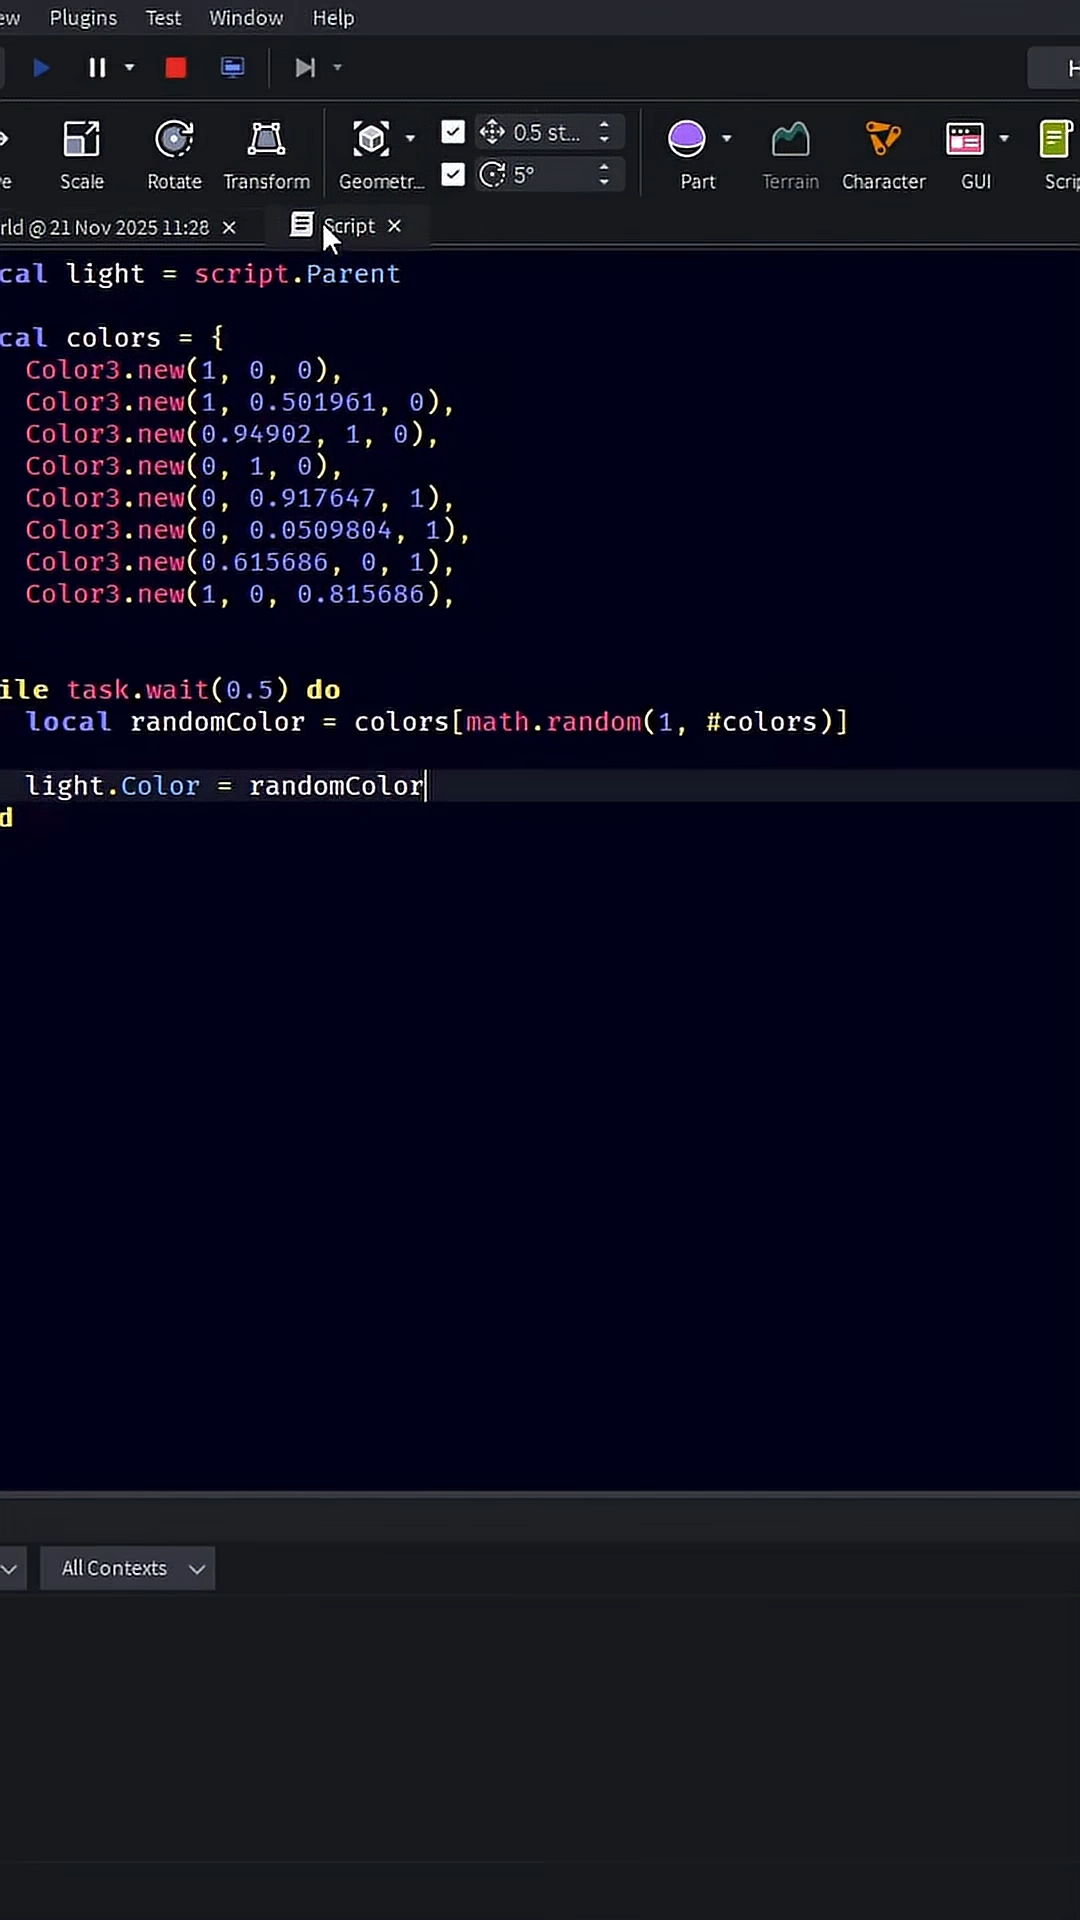 ew Plugins Test Window Help
H
ve Scale Rotate Transform Geometr... 0.5 st... 5° Part Terrain Character GUI Scrip
rld @ 21 Nov 2025 11:28 × Script ×
cal light = script.Parent
cal colors = {
Color3.new(1, 0, 0),
Color3.new(1, 0.501961, 0),
Color3.new(0.94902, 1, 0),
Color3.new(0, 1, 0),
Color3.new(0, 0.917647, 1),
Color3.new(0, 0.0509804, 1),
Color3.new(0.615686, 0, 1),
Color3.new(1, 0, 0.815686),
ile task.wait(0.5) do
local randomColor = colors[math.random(1, #colors)]
light.Color = randomColor
d
All Contexts